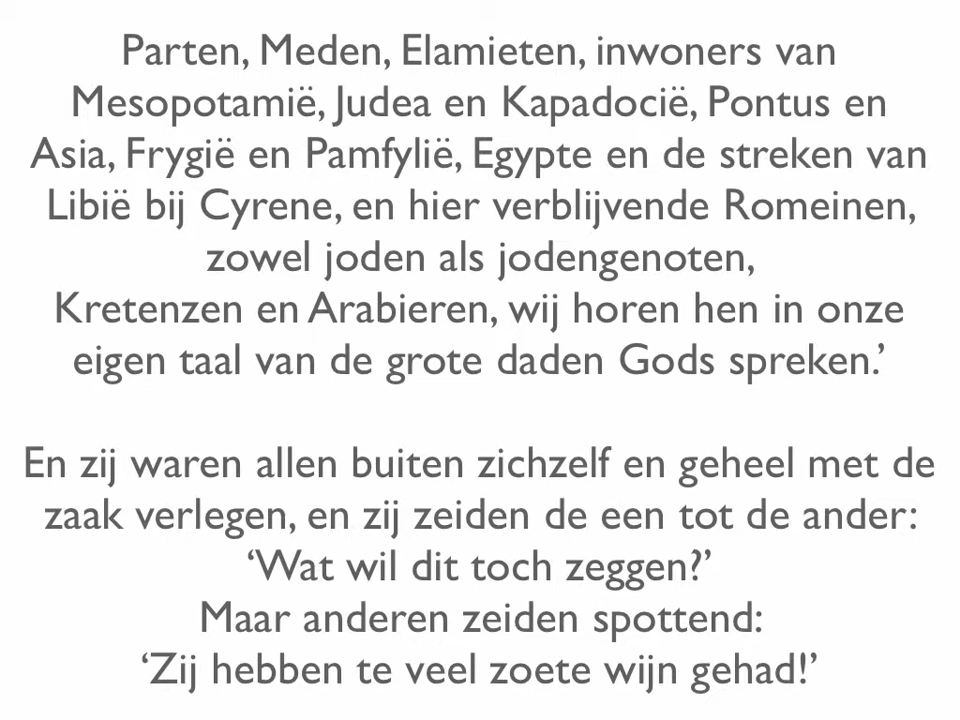 Parten, Meden, Elamieten, inwoners van
Mesopotamië, Judea en Kapadocië, Pontus en
Asia, Frygië en Pamfylië, Egypte en de streken van
Libië bij Cyrene, en hier verblijvende Romeinen,
zowel joden als jodengenoten,
Kretenzen en Arabieren, wij horen hen in onze
eigen taal van de grote daden Gods spreken.’
En zij waren allen buiten zichzelf en geheel met de
zaak verlegen, en zij zeiden de een tot de ander:
‘Wat wil dit toch zeggen?’
Maar anderen zeiden spottend:
‘Zij hebben te veel zoete wijn gehad!’